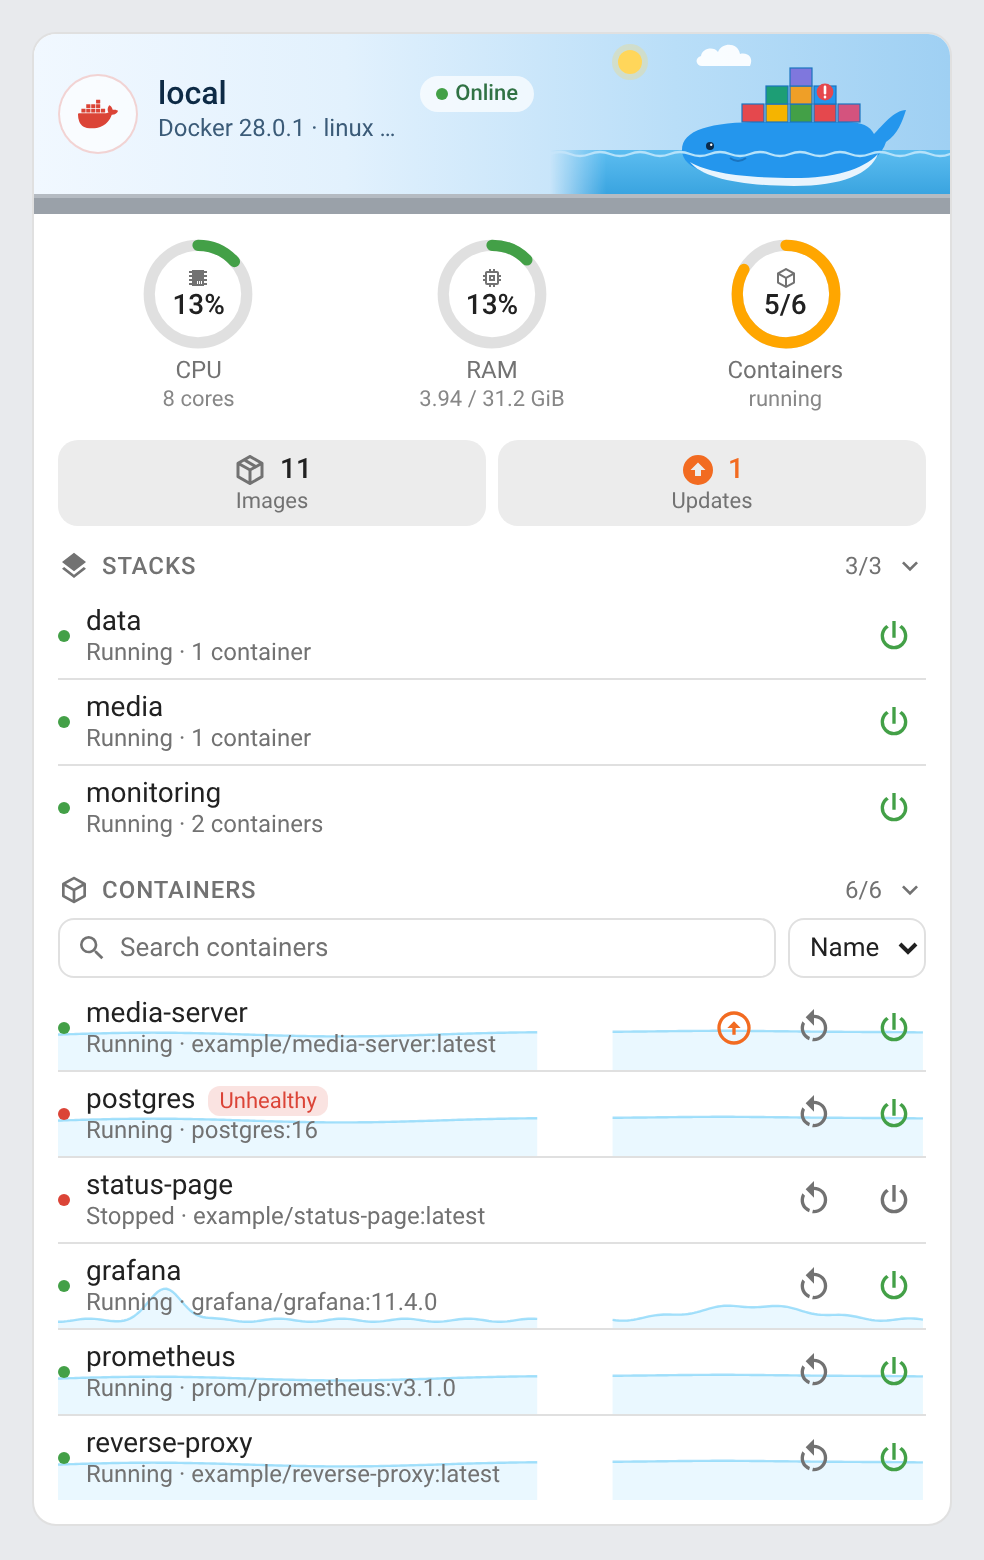 local
Online
Docker 28.0.1 · linux ...
13%
13%
5/6
CPU
RAM
Containers
8 cores
3.94 / 31.2 GiB
running
11
Images
1
Updates
STACKS
3/3
data
Running · 1 container
media
Running · 1 container
monitoring
Running · 2 containers
CONTAINERS
6/6
Search containers
Name
media-server
Running · example/media-server:latest
postgres
Unhealthy
Running · postgres:16
status-page
Stopped · example/status-page:latest
grafana
Running · grafana/grafana:11.4.0
prometheus
Running · prom/prometheus:v3.1.0
reverse-proxy
Running · example/reverse-proxy:latest